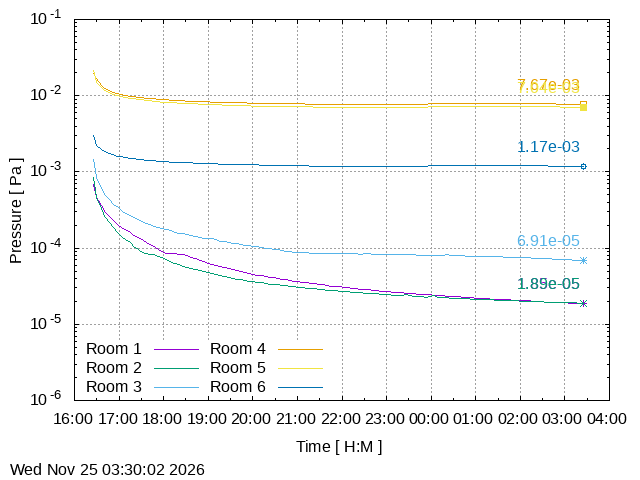 10^-1
10^-2
10^-3
10^-4
10^-5
10^-6
Pressure [ Pa ]
7.67e-03
1.17e-03
6.91e-05
1.85e-05
Room 1 Room 4
Room 2 Room 5
Room 3 Room 6
16:00 17:00 18:00 19:00 20:00 21:00 22:00 23:00 00:00 01:00 02:00 03:00 04:00
Time [ H:M ]
Wed Nov 25 03:30:02 2026